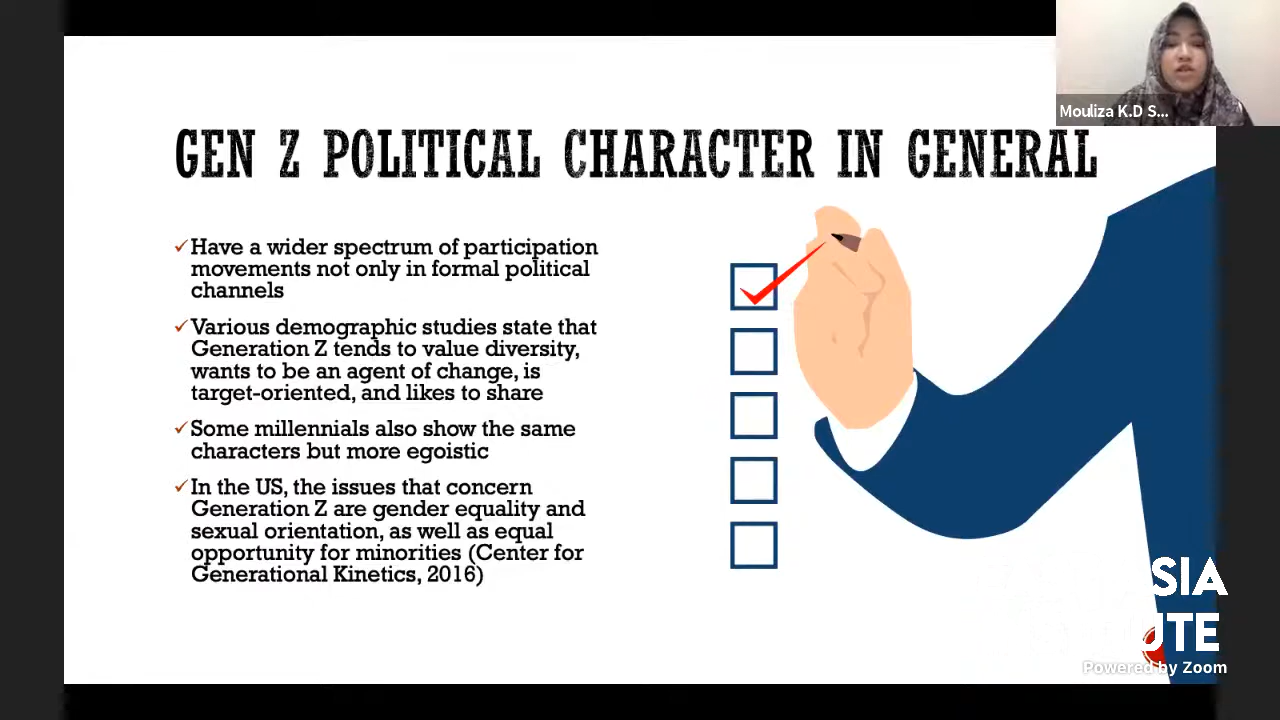 Mouliza K.D S...
GEN Z POLITICAL CHARACTER IN GENERAL
Have a wider spectrum of participation
movements not only in formal political
channels
Various demographic studies state that
Generation Z tends to value diversity,
wants to be an agent of change, is
target-oriented, and likes to share
Some millennials also show the same
characters but more egoistic
In the US, the issues that concern
Generation Z are gender equality and
sexual orientation, as well as equal
opportunity for minorities (Center for
Generational Kinetics, 2016)
Powered by Zoom